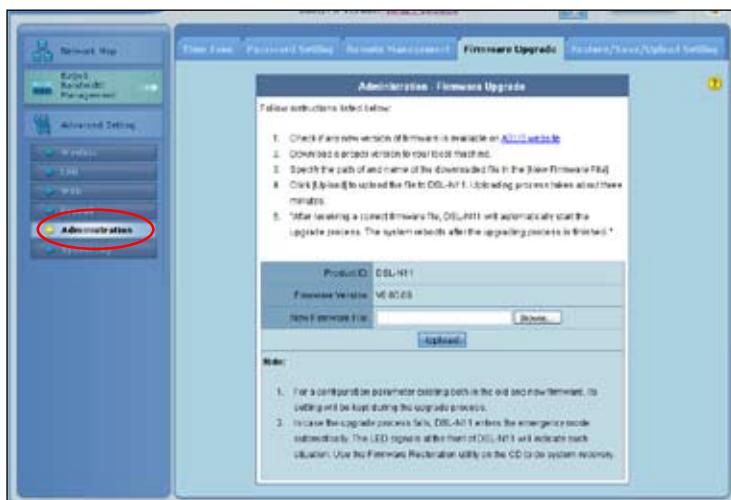 Network Map
EzQoS
Bandwidth
Management
Advanced Setting
Wireless
LAN
WAN
Administration
Time Zone Password Setting Remote Management Firmware Upgrade Restore/Save/Upload Setting
Administration - Firmware Upgrade
Follow instructions listed below:
1. Check if any new version of firmware is available on ASUS website
2. Download a proper version to your local machine.
3. Specify the path of and name of the downloaded file in the [New Firmware File]
4. Click [Upload] to upload the file to DSL-N11. Uploading process takes about three
minutes.
5. "After receiving a correct firmware file, DSL-N11 will automatically start the
upgrade process. The system reboots after the upgrading process is finished."
Product ID: DSL-N11
Firmware Version:
New Firmware File: Browse...
Upload
Note:
1. For a configuration parameter existing both in the old and new firmware, its
setting will be kept during the upgrade process.
2. In case the upgrade process fails, DSL-N11 enters the emergency mode
automatically. The LED signals at the front of DSL-N11 will indicate such
situation. Use the Firmware Restoration utility on the CD to do system recovery.